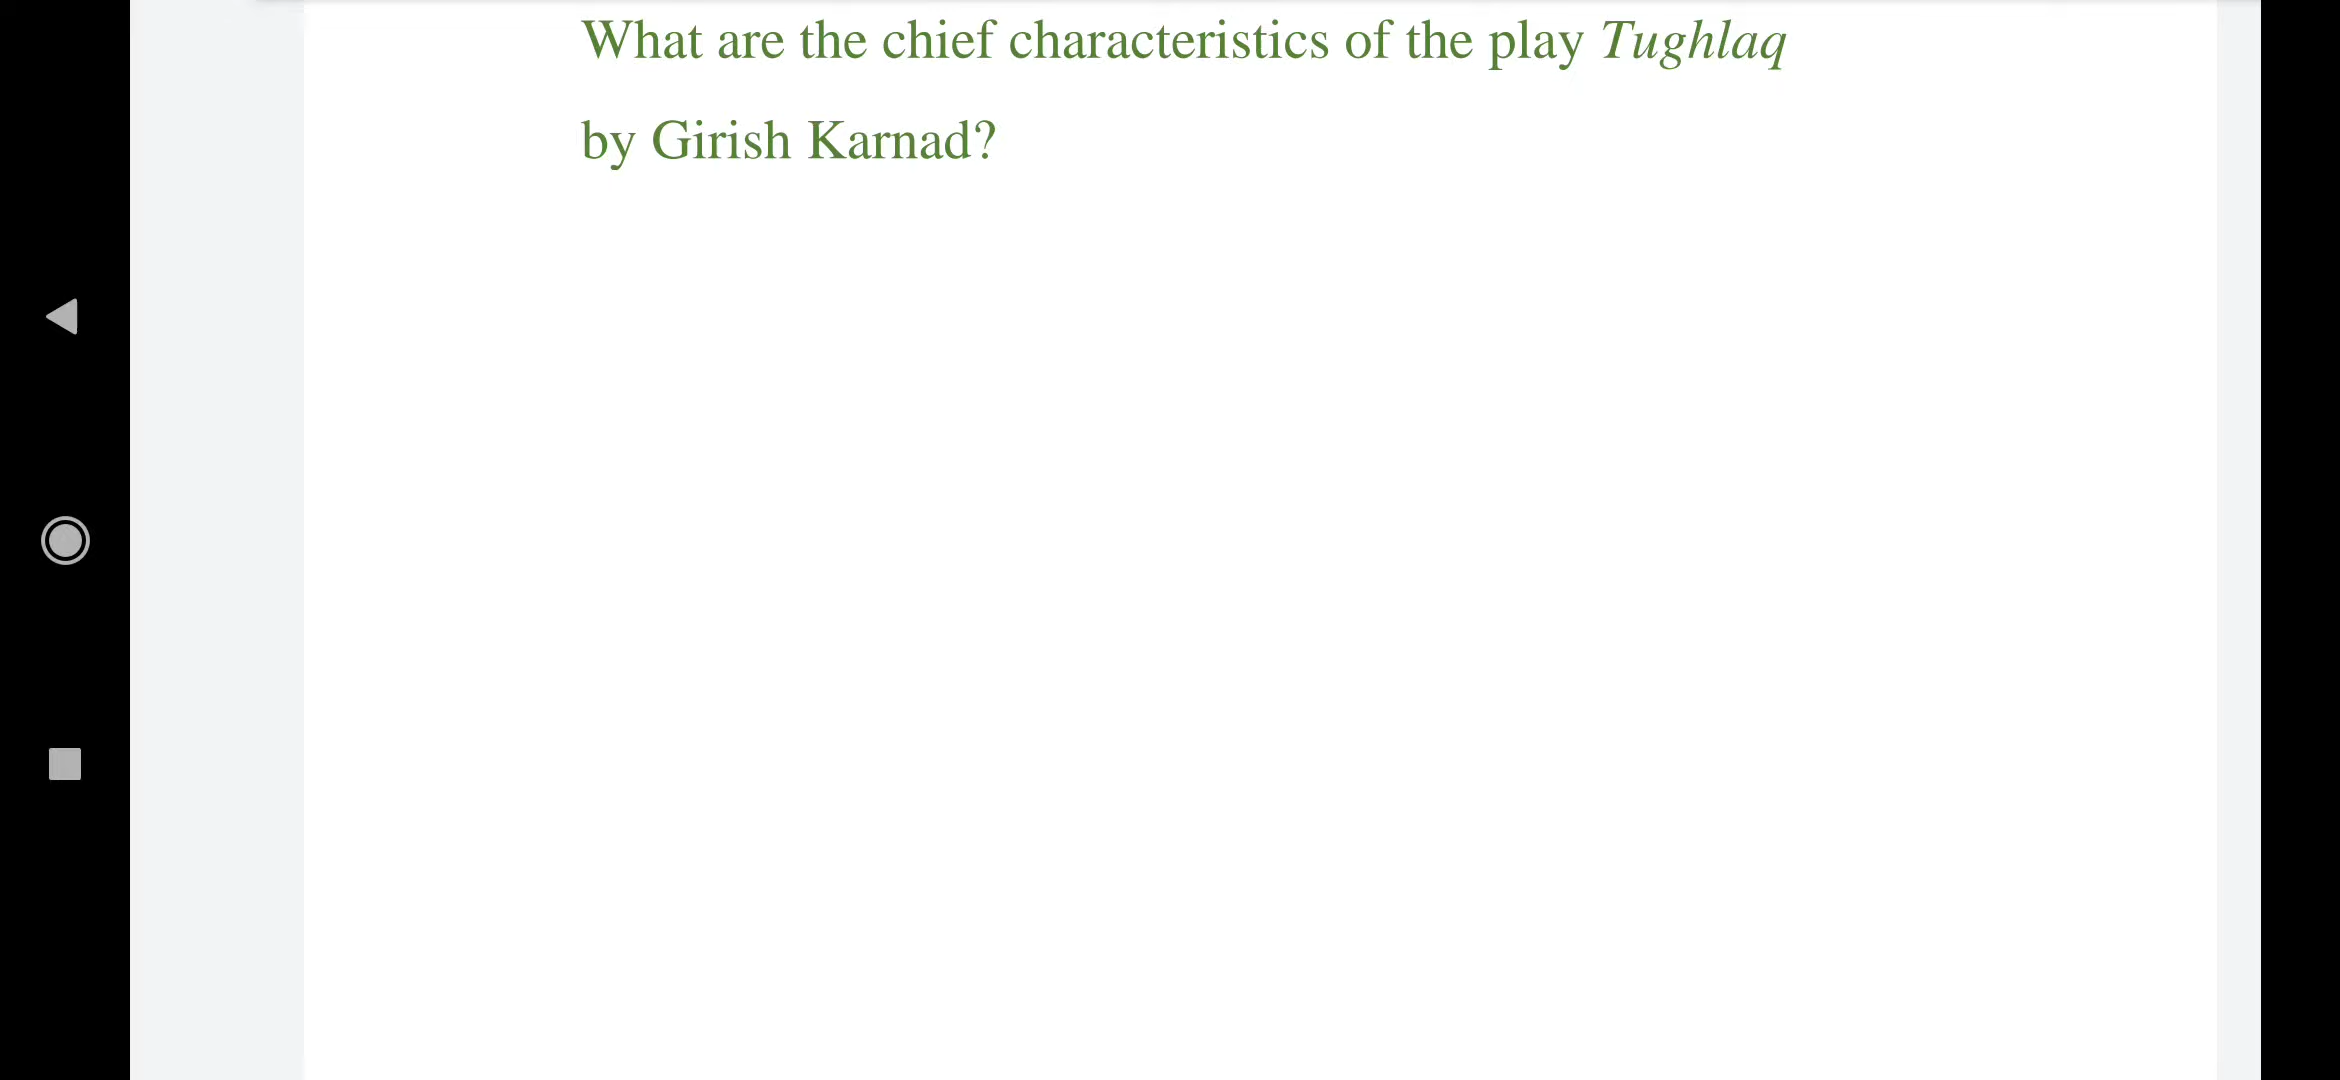 What are the chief characteristics of the play Tughlaq
by Girish Karnad?